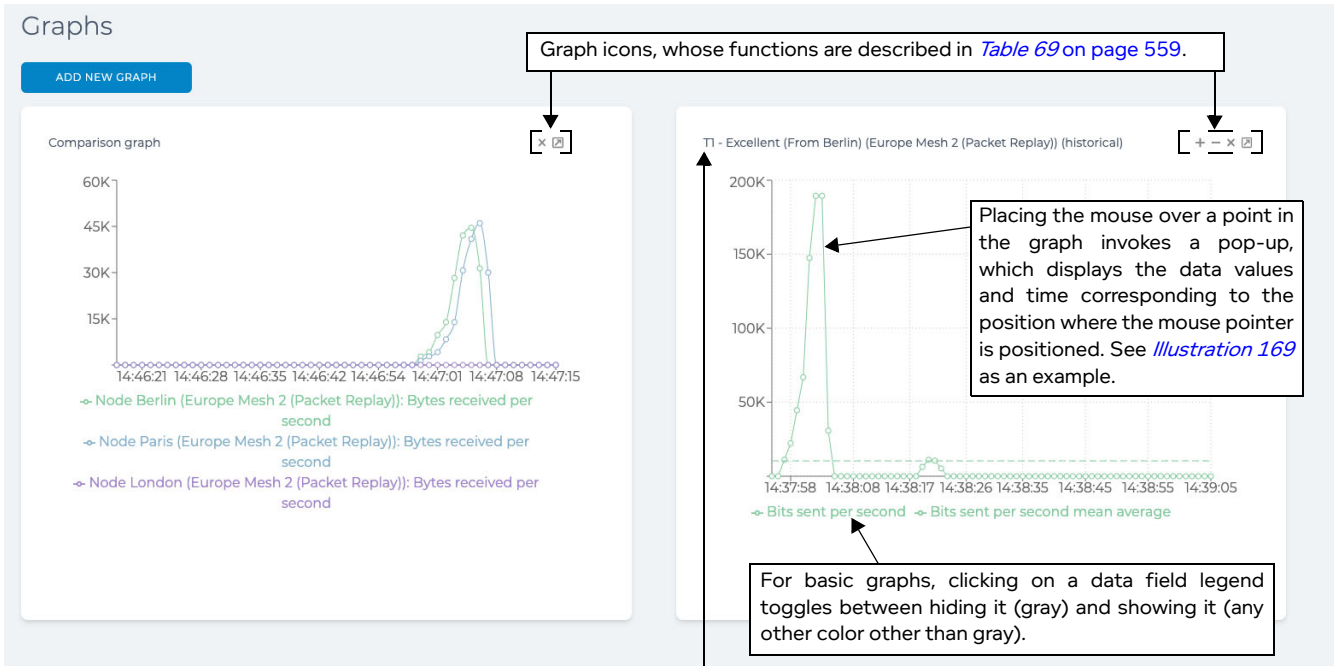 Graphs
Graph icons, whose functions are described in Table 69 on page 559.
ADD NEW GRAPH
Comparison graph
60K
45K
30K
15K
14:46:21 14:46:28 14:46:35 14:46:42 14:46:54 14:47:01 14:47:08 14:47:15
Node Berlin (Europe Mesh 2 (Packet Replay)): Bytes received per
second
Node Paris (Europe Mesh 2 (Packet Replay)): Bytes received per
second
Node London (Europe Mesh 2 (Packet Replay)): Bytes received per
second
T1 - Excellent (From Berlin) (Europe Mesh 2 (Packet Replay)) (historical)
200K
150K
100K
50K
Placing the mouse over a point in
the graph invokes a pop-up,
which displays the data values
and time corresponding to the
position where the mouse pointer
is positioned. See Illustration 169
as an example.
14:37:58 14:38:08 14:38:17 14:38:26 14:38:35 14:38:45 14:38:55 14:39:05
Bits sent per second Bits sent per second mean average
For basic graphs, clicking on a data field legend
toggles between hiding it (gray) and showing it (any
other color other than gray).